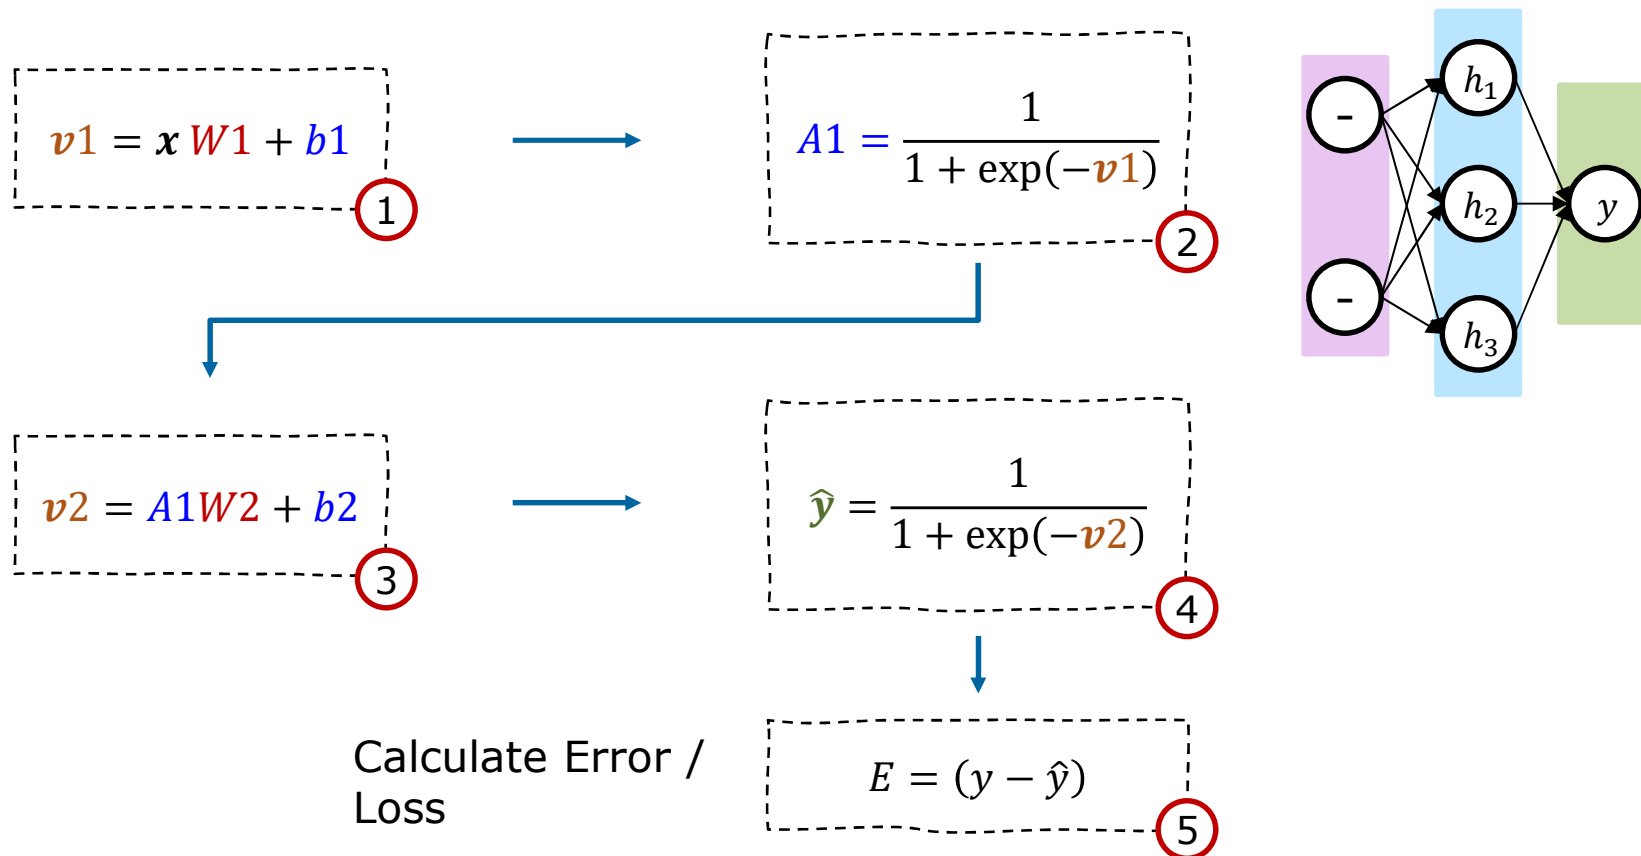 v1 = x W1 + b1
1
A1 = 1 / (1 + exp(−v1))
2
v2 = A1W2 + b2
3
ŷ = 1 / (1 + exp(−v2))
4
Calculate Error /
Loss
E = (y − ŷ)
5
-
-
h₁
h₂
h₃
y